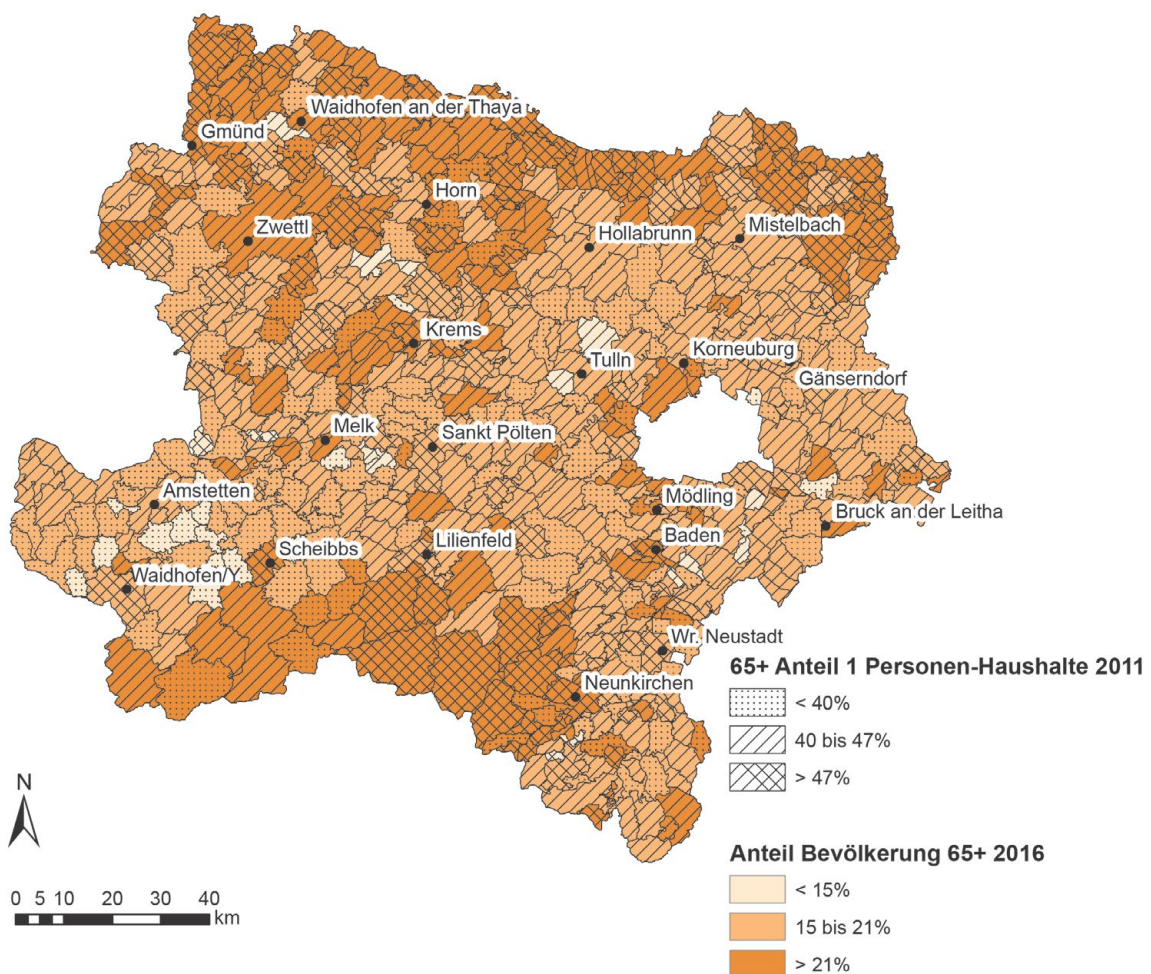 Waidhofen an der Thaya
Gmünd
Horn
Zwettl
Hollabrunn
Mistelbach
Krems
Korneuburg
Tulln
Gänserndorf
Melk
Sankt Pölten
Amstetten
Mödling
Bruck an der Leitha
Baden
Lilienfeld
Scheibbs
Waidhofen/Y.
Wr. Neustadt
Neunkirchen
65+ Anteil 1 Personen-Haushalte 2011
< 40%
40 bis 47%
> 47%
N
Anteil Bevölkerung 65+ 2016
< 15%
15 bis 21%
> 21%
0 5 10 20 30 40
km